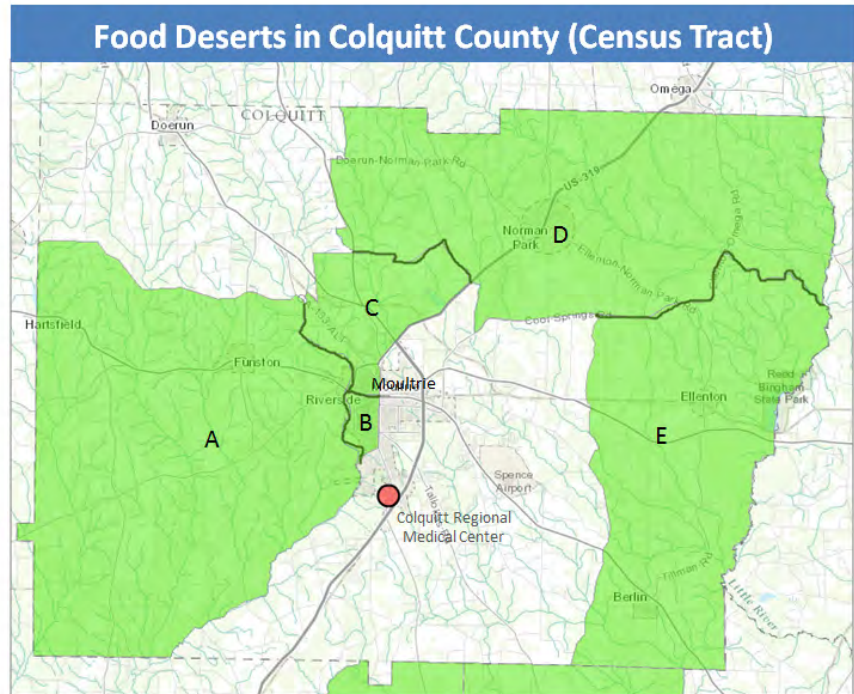 Food Deserts in Colquitt County (Census Tract)
Omega
Doerun
COLQUITT
Doerun-Norman-Park Rd
US-319
Omega Rd
Norman
Park
D
Ellenton-Norman Park Rd
C
Hartsfield
Cool Springs Rd
Funston
Moultrie
Riverside
Reed
Bingham
State Park
Ellenton
B
A
E
Spence
Airport
Colquitt Regional
Medical Center
Tillman Rd
Berlin
Little River